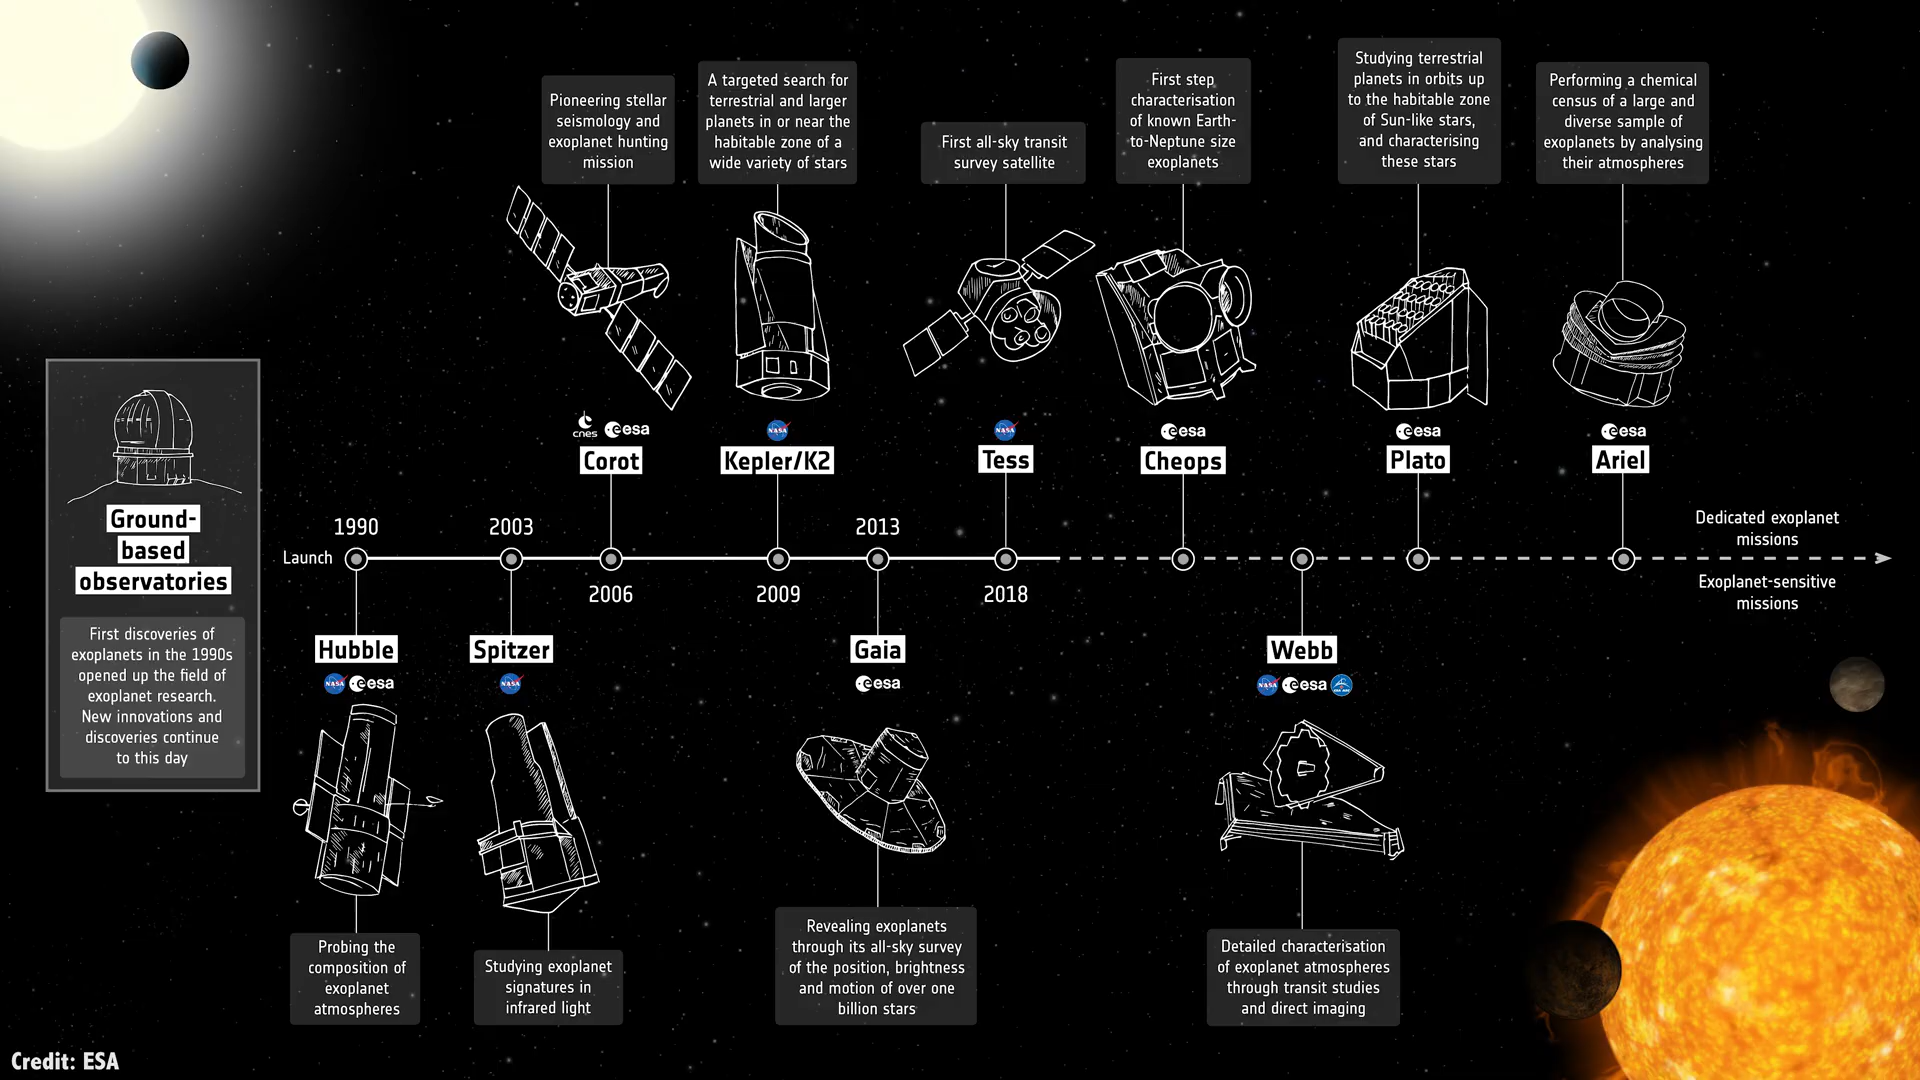 Pioneering stellar
seismology and
exoplanet hunting
mission
A targeted search for
terrestrial and larger
planets in or near the
habitable zone of a
wide variety of stars
First all-sky transit
survey satellite
First step
characterisation
of known Earth-
to-Neptune size
exoplanets
Studying terrestrial
planets in orbits up
to the habitable zone
of Sun-like stars,
and characterising
these stars
Performing a chemical
census of a large and
diverse sample of
exoplanets by analysing
their atmospheres
cnes esa
Corot
NASA
Kepler/K2
NASA
Tess
esa
Cheops
esa
Plato
esa
Ariel
Ground-
based
observatories
First discoveries of
exoplanets in the 1990s
opened up the field of
exoplanet research.
New innovations and
discoveries continue
to this day
Launch
1990
2003
2006
2009
2013
2018
Dedicated exoplanet
missions
Exoplanet-sensitive
missions
Hubble
NASA esa
Spitzer
NASA
Gaia
esa
Webb
NASA esa
Probing the
composition of
exoplanet
atmospheres
Studying exoplanet
signatures in
infrared light
Revealing exoplanets
through its all-sky survey
of the position, brightness
and motion of over one
billion stars
Detailed characterisation
of exoplanet atmospheres
through transit studies
and direct imaging
Credit: ESA